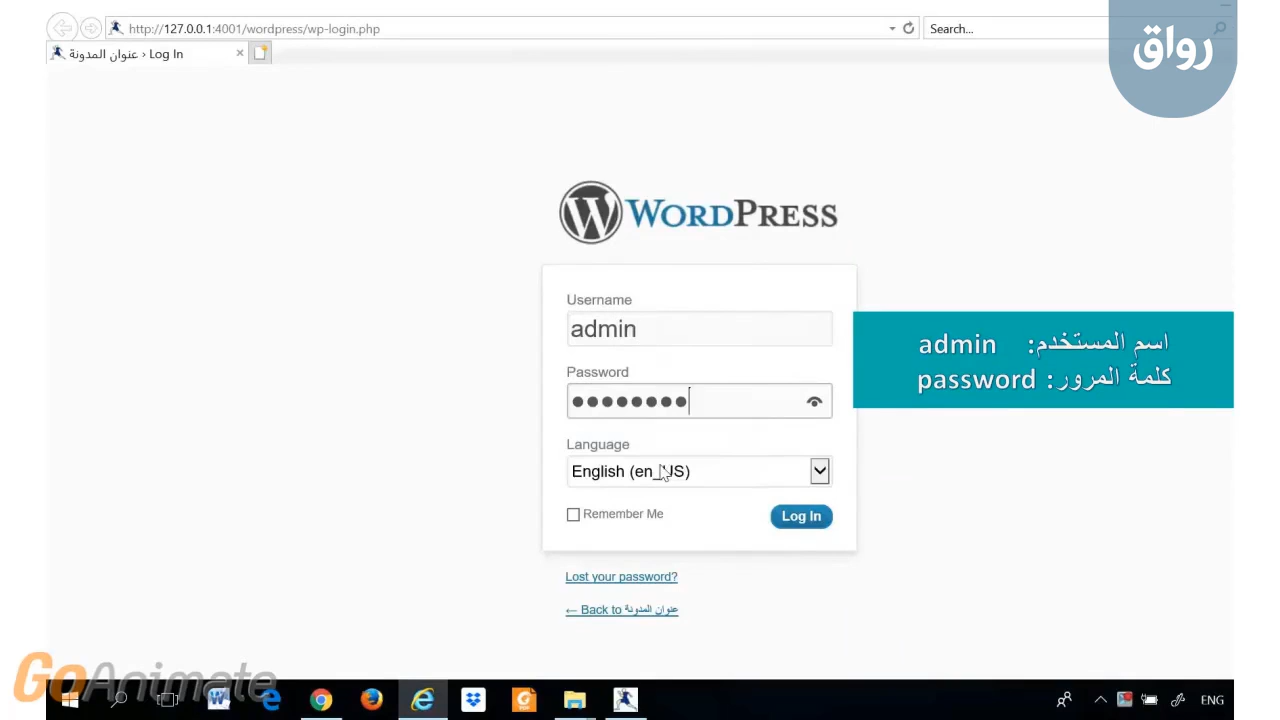 http://127.0.0.1:4001/wordpress/wp-login.php
Search...
عنوان المدونة › Log In
رواق
WORDPRESS
Username
admin
Password
Language
English (en_US)
Remember Me
Log In
Lost your password?
← Back to عنوان المدونة
اسم المستخدم: admin
كلمة المرور: password
GoAnimate
ENG